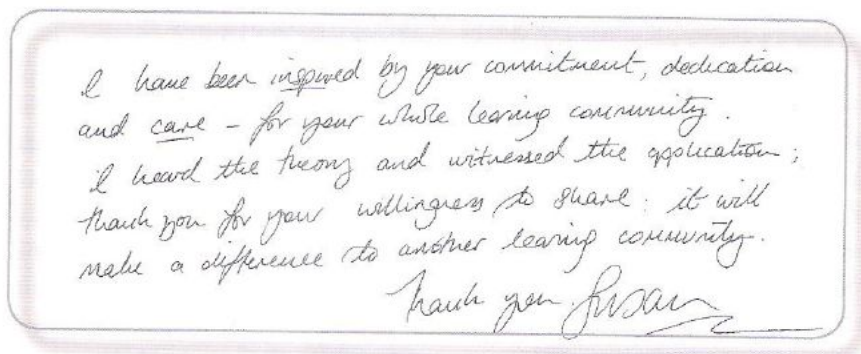 I have been inspired by your commitment, dedication
and care – for your whole learning community.
I heard the theory and witnessed the application;
thank you for your willingness to share: it will
make a difference to another learning community.
Thank you. Susan